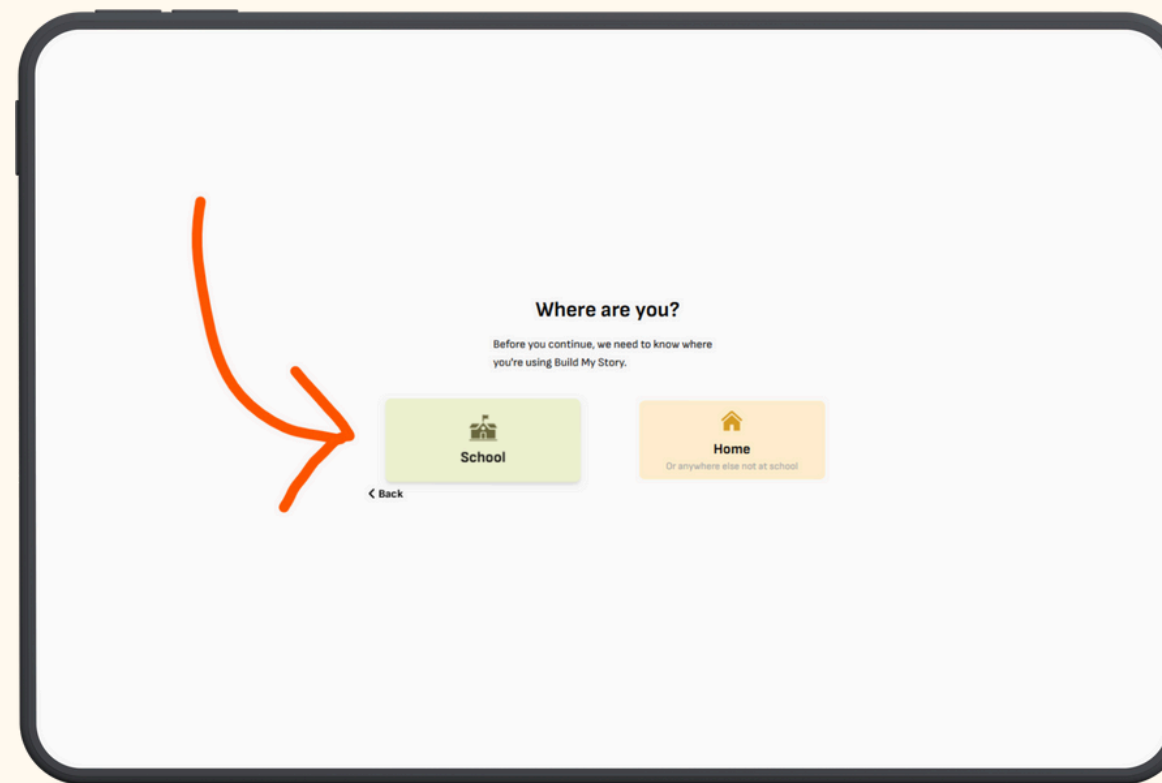 Where are you?
Before you continue, we need to know where
you're using Build My Story.
School
Home
Or anywhere else not at school
Back